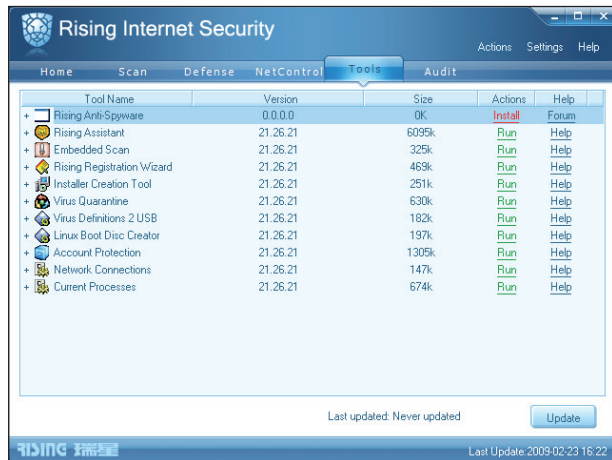 Rising Internet Security
Actions Settings Help
Home Scan Defense NetControl Tools Audit
Tool Name Version Size Actions Help
+ Rising Anti-Spyware 0.0.0.0 0K Install Forum
+ Rising Assistant 21.26.21 6095k Run Help
+ Embedded Scan 21.26.21 325k Run Help
+ Rising Registration Wizard 21.26.21 469k Run Help
+ Installer Creation Tool 21.26.21 251k Run Help
+ Virus Quarantine 21.26.21 630k Run Help
+ Virus Definitions 2 USB 21.26.21 182k Run Help
+ Linux Boot Disc Creator 21.26.21 197k Run Help
+ Account Protection 21.26.21 1305k Run Help
+ Network Connections 21.26.21 147k Run Help
+ Current Processes 21.26.21 674k Run Help
Last updated: Never updated Update
RISING 瑞星 Last Update:2009-02-23 16:22